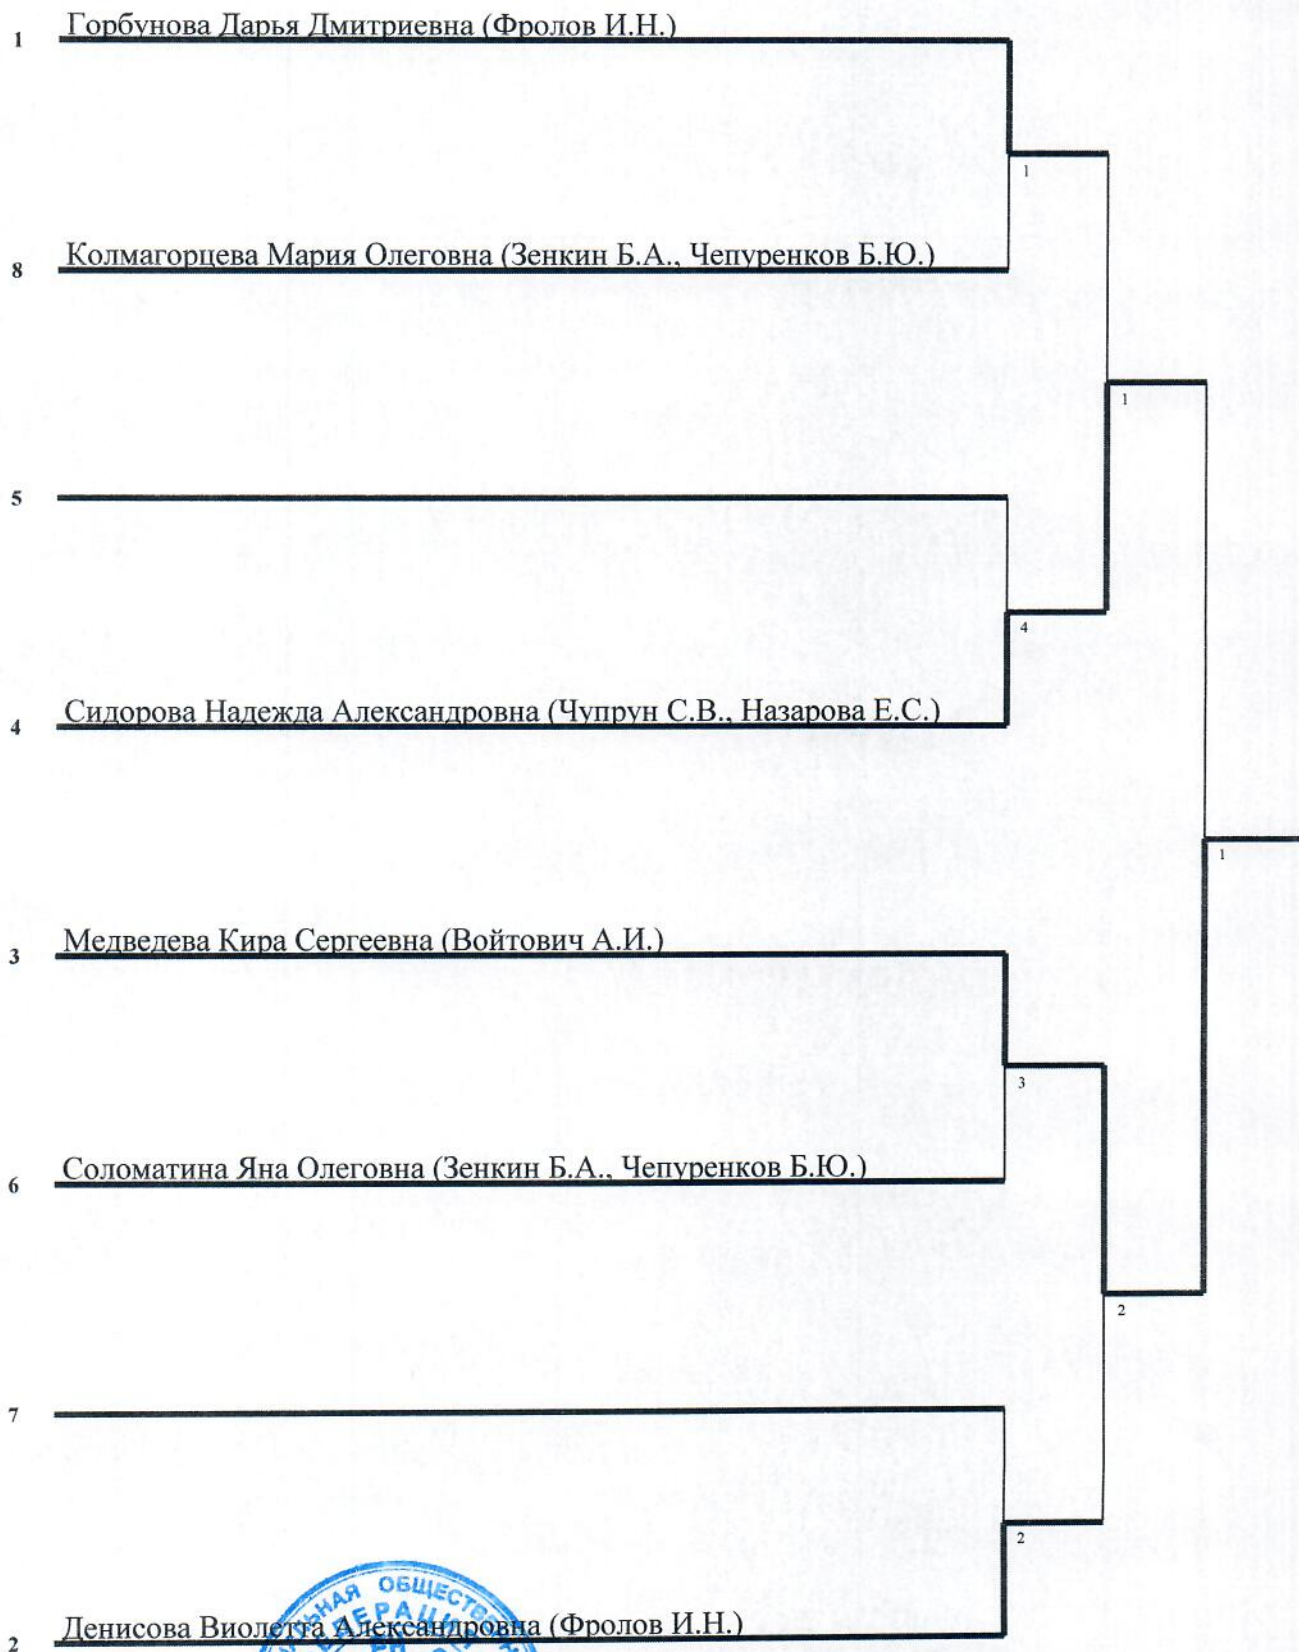 1 Горбунова Дарья Дмитриевна (Фролов И.Н.)
1
8 Колмагорцева Мария Олеговна (Зенкин Б.А., Чепуренков Б.Ю.)
1
5
4
4 Сидорова Надежда Александровна (Чупрун С.В., Назарова Е.С.)
1
3 Медведева Кира Сергеевна (Войтович А.И.)
3
6 Соломатина Яна Олеговна (Зенкин Б.А., Чепуренков Б.Ю.)
2
7
2
2 Денисова Виолетта Александровна (Фролов И.Н.)